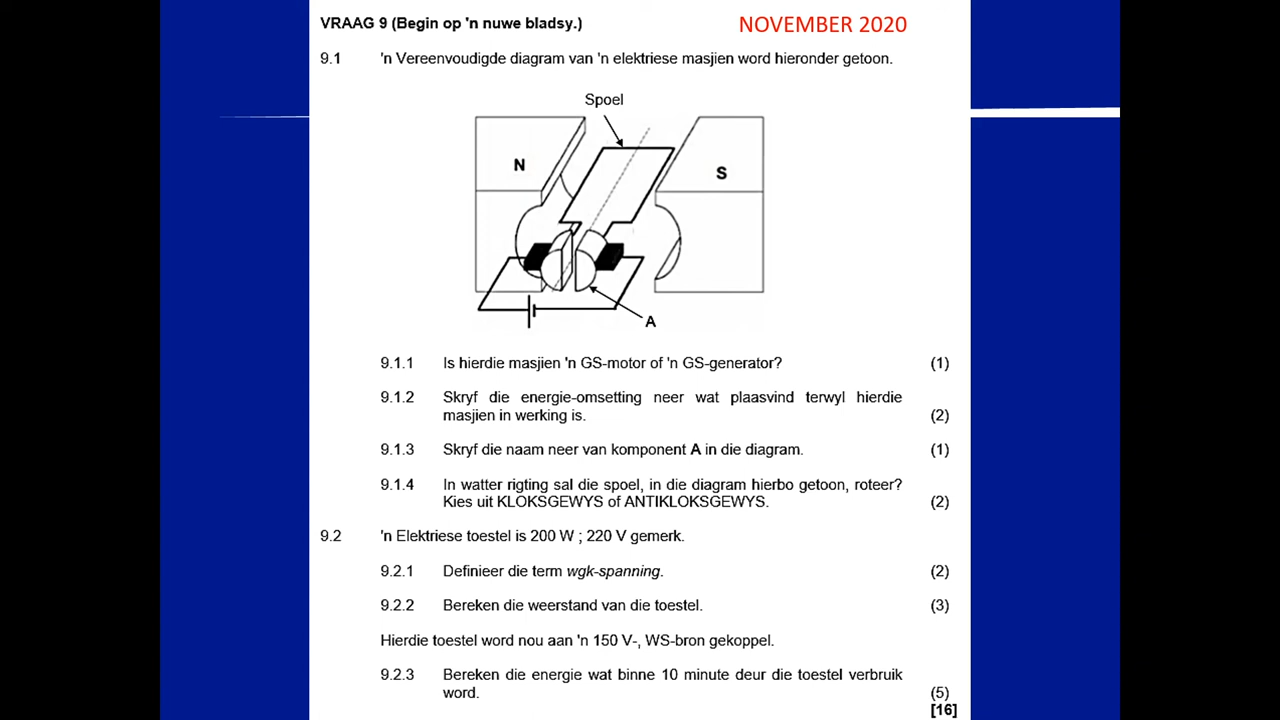 VRAAG 9 (Begin op 'n nuwe bladsy.)
NOVEMBER 2020
9.1 'n Vereenvoudigde diagram van 'n elektriese masjien word hieronder getoon.
Spoel
N
S
A
9.1.1 Is hierdie masjien 'n GS-motor of 'n GS-generator? (1)
9.1.2 Skryf die energie-omsetting neer wat plaasvind terwyl hierdie
masjien in werking is. (2)
9.1.3 Skryf die naam neer van komponent A in die diagram. (1)
9.1.4 In watter rigting sal die spoel, in die diagram hierbo getoon, roteer?
Kies uit KLOKSGEWYS of ANTIKLOKSGEWYS. (2)
9.2 'n Elektriese toestel is 200 W ; 220 V gemerk.
9.2.1 Definieer die term wgk-spanning. (2)
9.2.2 Bereken die weerstand van die toestel. (3)
Hierdie toestel word nou aan 'n 150 V-, WS-bron gekoppel.
9.2.3 Bereken die energie wat binne 10 minute deur die toestel verbruik
word. (5)
[16]